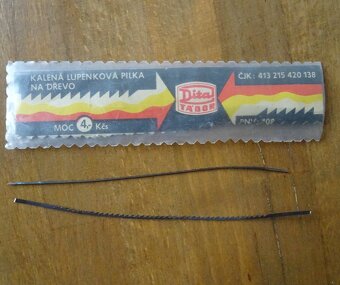 KALENÁ LUPENKOVÁ PILKA
NA DŘEVO
ČJK: 413 215 420 138
Dita
TÁBOR
MOC 4,- Kčs